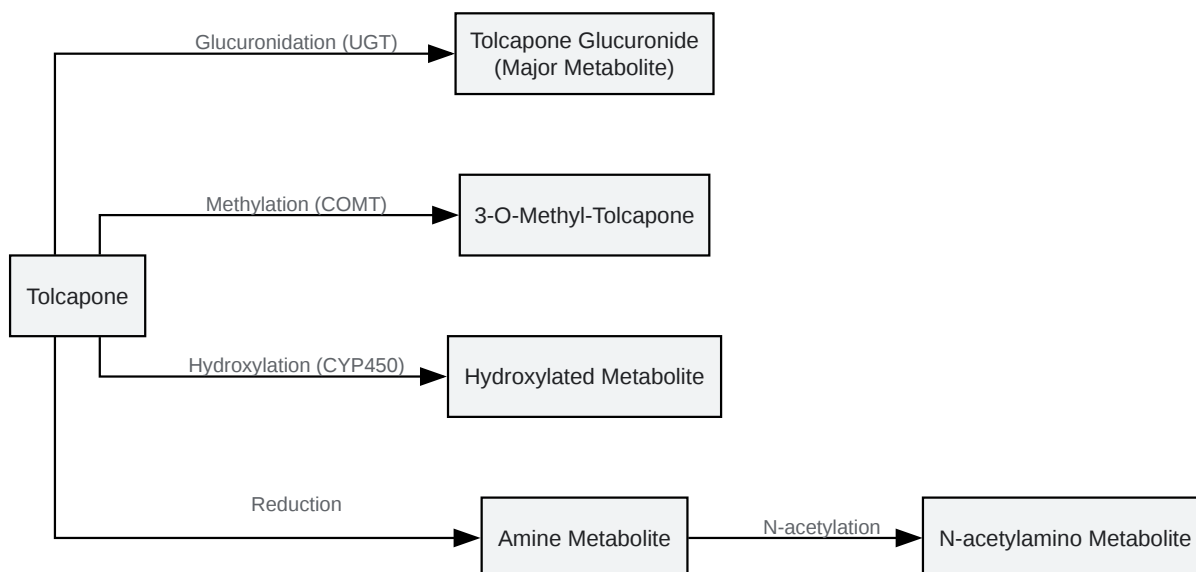 Glucuronidation (UGT)
Tolcapone Glucuronide
(Major Metabolite)
Methylation (COMT)
3-O-Methyl-Tolcapone
Tolcapone
Hydroxylation (CYP450)
Hydroxylated Metabolite
Reduction
Amine Metabolite
N-acetylation
N-acetylamino Metabolite